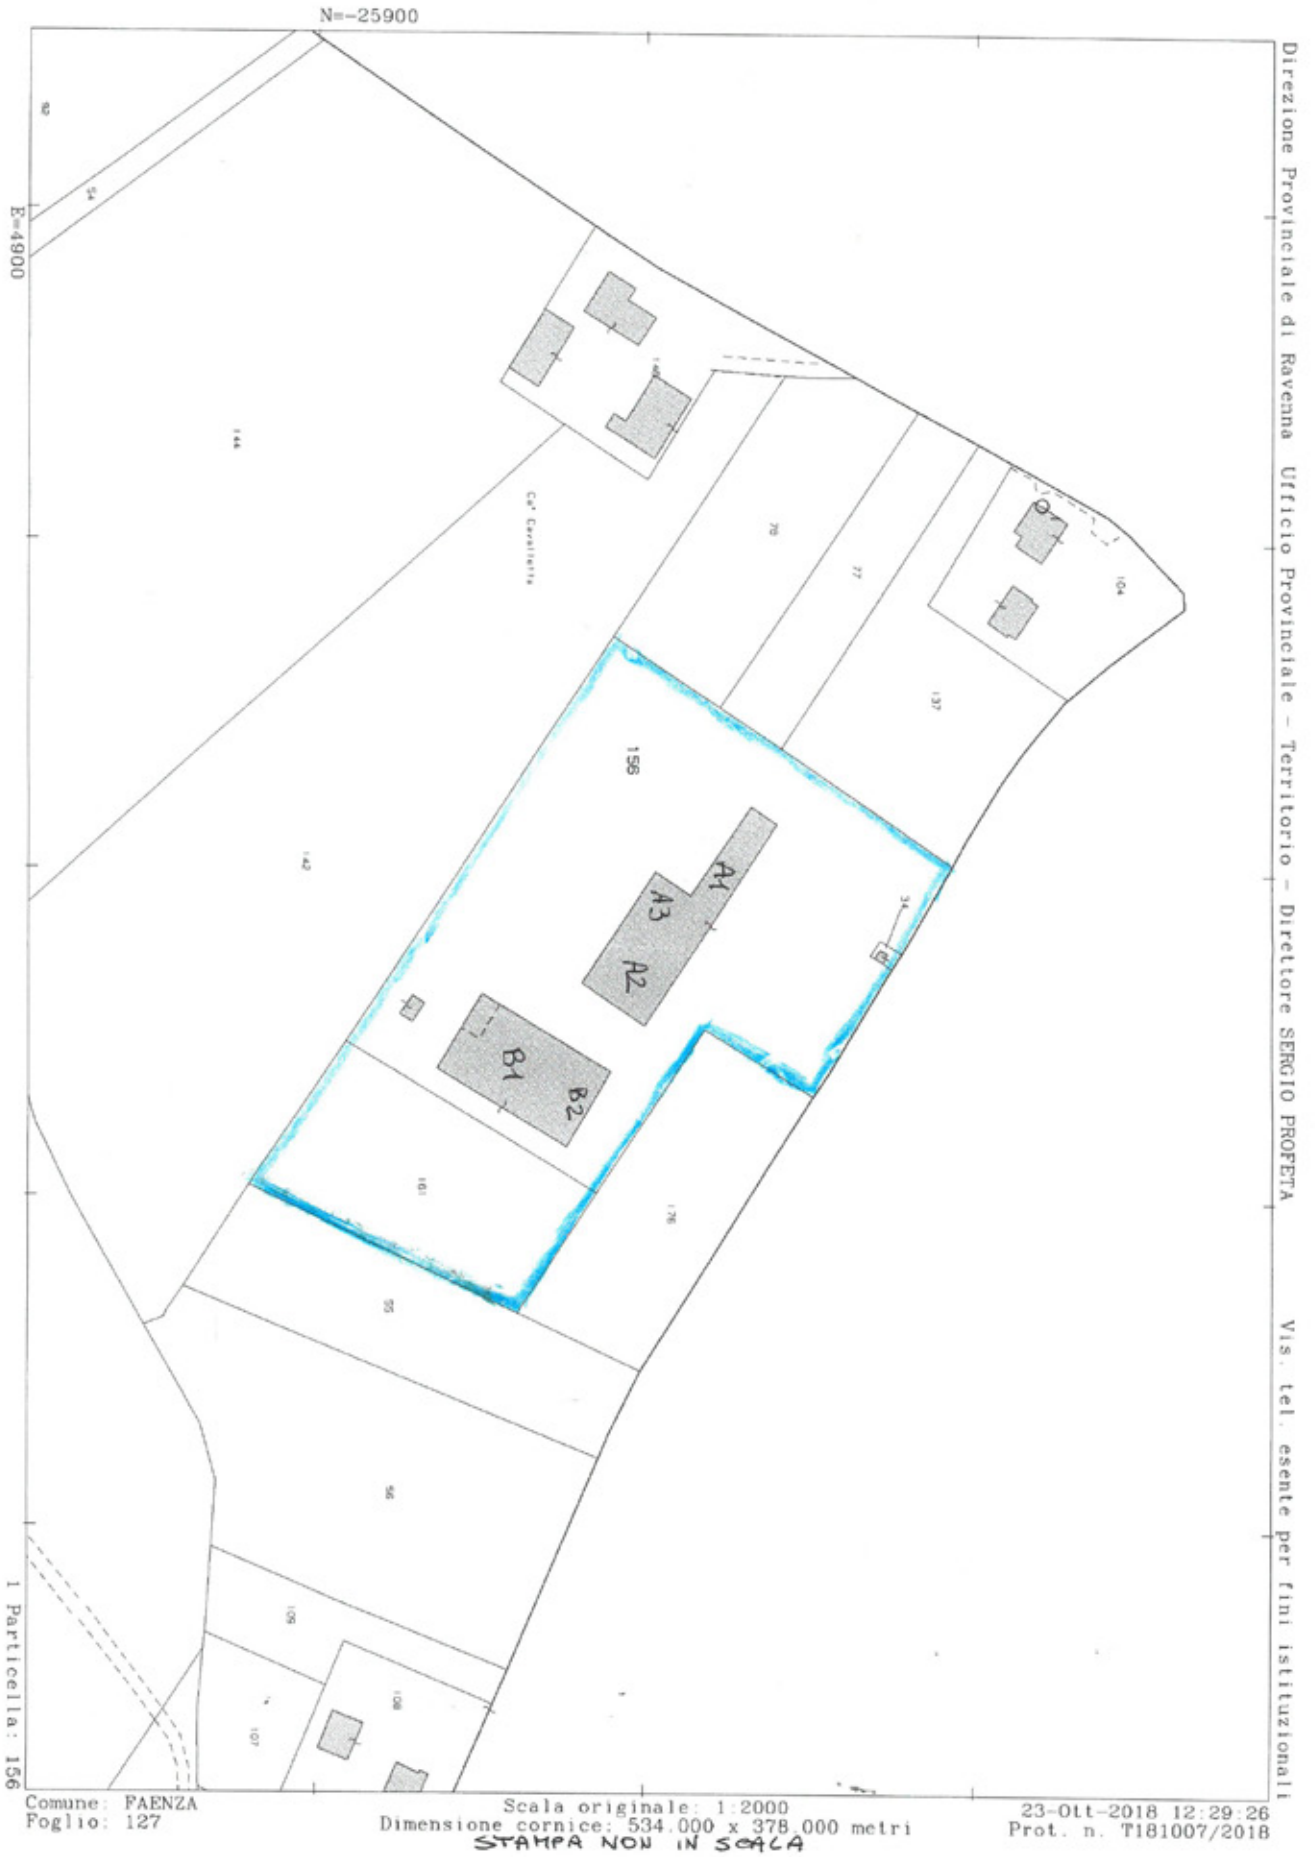 N=-25900
Direzione Provinciale di Ravenna Ufficio Provinciale - Territorio - Direttore SERGIO PROFETA Vis. tel. esente per fini istituzionali
E=4900
1 Particella: 156
54
144
Ca' Cavalletta
70
77
104
137
156
142
34
A1
A3
A2
B1
B2
161
176
55
56
109
108
107
Comune: FAENZA
Foglio: 127
Scala originale: 1:2000
Dimensione cornice: 534.000 x 378.000 metri
STAMPA NON IN SCALA
23-Ott-2018 12:29:26
Prot. n. T181007/2018